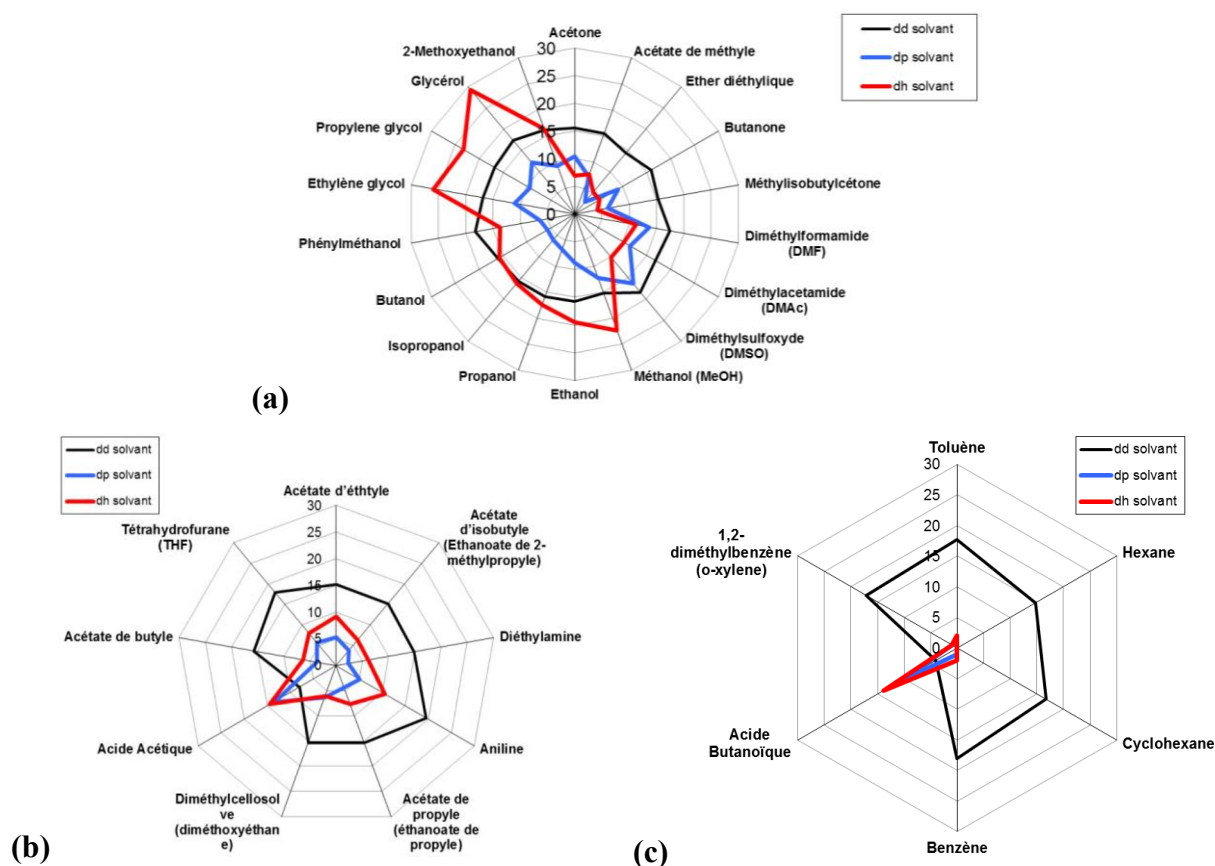 Acétone
2-Methoxyethanol
Acétate de méthyle
Glycérol
Ether diéthylique
Propylene glycol
Butanone
Ethylène glycol
Méthylisobutylcétone
Phénylméthanol
Diméthylformamide
(DMF)
Butanol
Diméthylacetamide
(DMAc)
Isopropanol
Diméthylsulfoxyde
(DMSO)
Propanol
Méthanol (MeOH)
Ethanol
30
25
20
15
10
5
0
dd solvant
dp solvant
dh solvant
(a)
dd solvant
dp solvant
dh solvant
Acétate d'éthtyle
30
25
20
15
10
5
0
Tétrahydrofurane
(THF)
Acétate
d'isobutyle
(Ethanoate de 2-
méthylpropyle)
Acétate de butyle
Diéthylamine
Acide Acétique
Aniline
Diméthylcellosol
ve
(diméthoxyéthan
e)
Acétate de
propyle
(éthanoate de
propyle)
(b)
dd solvant
dp solvant
dh solvant
Toluène
30
25
20
15
10
5
0
1,2-
diméthylbenzène
(o-xylene)
Hexane
Acide
Butanoïque
Cyclohexane
Benzène
(c)